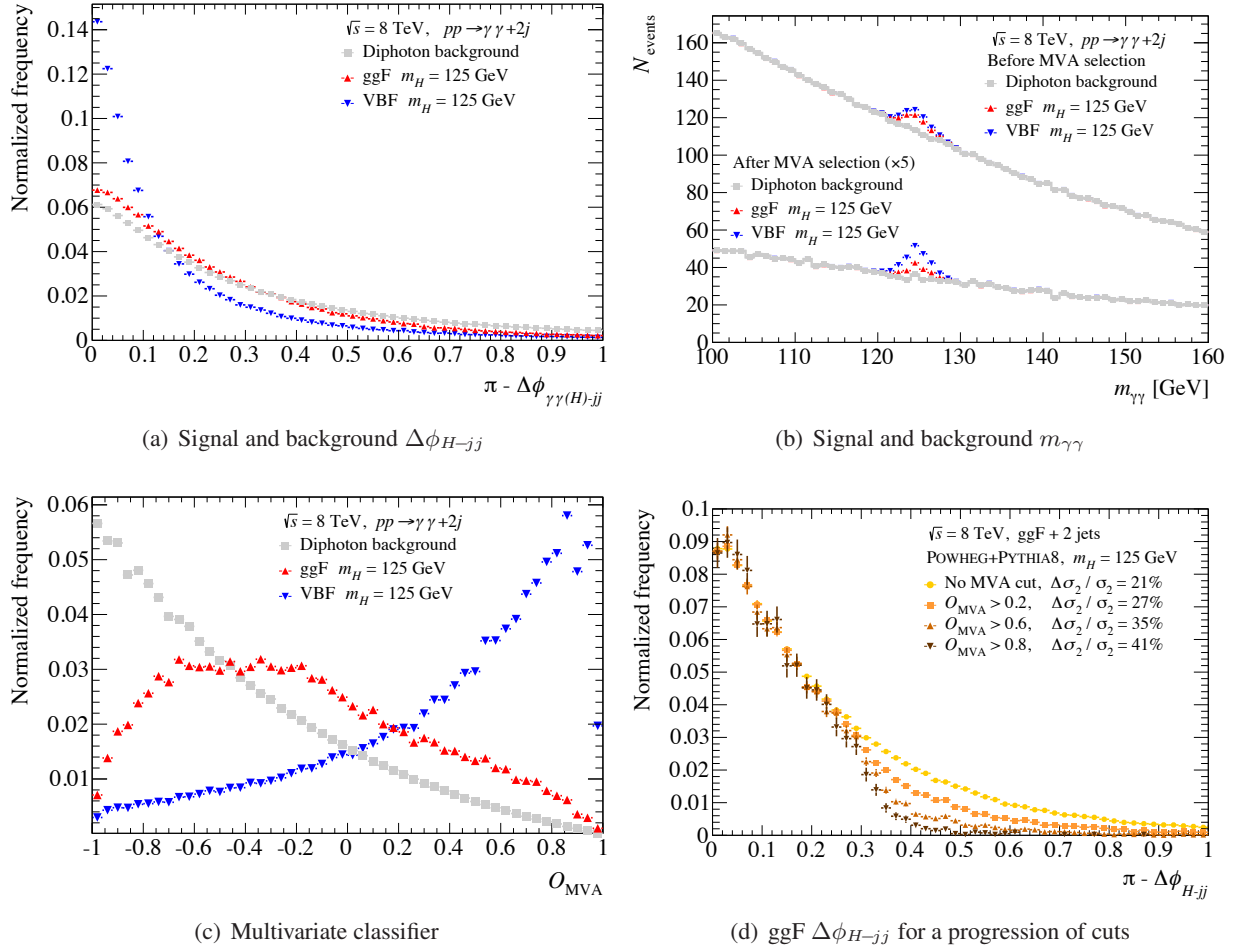 Normalized frequency
√s = 8 TeV, pp→γγ+2j
Diphoton background
ggF m_H = 125 GeV
VBF m_H = 125 GeV
0.14
0.12
0.1
0.08
0.06
0.04
0.02
0
0 0.1 0.2 0.3 0.4 0.5 0.6 0.7 0.8 0.9 1
π - Δϕ_γγ(H)-jj
(a) Signal and background Δϕ_H−jj
N_events
√s = 8 TeV, pp→γγ+2j
Before MVA selection
Diphoton background
ggF m_H = 125 GeV
VBF m_H = 125 GeV
After MVA selection (×5)
Diphoton background
ggF m_H = 125 GeV
VBF m_H = 125 GeV
160
140
120
100
80
60
40
20
0
100 110 120 130 140 150 160
m_γγ [GeV]
(b) Signal and background m_γγ
Normalized frequency
√s = 8 TeV, pp→γγ+2j
Diphoton background
ggF m_H = 125 GeV
VBF m_H = 125 GeV
0.06
0.05
0.04
0.03
0.02
0.01
-1 -0.8 -0.6 -0.4 -0.2 0 0.2 0.4 0.6 0.8 1
O_MVA
(c) Multivariate classifier
Normalized frequency
√s = 8 TeV, ggF + 2 jets
POWHEG+PYTHIA8, m_H = 125 GeV
No MVA cut, Δσ_2 / σ_2 = 21%
O_MVA > 0.2, Δσ_2 / σ_2 = 27%
O_MVA > 0.6, Δσ_2 / σ_2 = 35%
O_MVA > 0.8, Δσ_2 / σ_2 = 41%
0.1
0.09
0.08
0.07
0.06
0.05
0.04
0.03
0.02
0.01
0
0 0.1 0.2 0.3 0.4 0.5 0.6 0.7 0.8 0.9 1
π - Δϕ_H-jj
(d) ggF Δϕ_H−jj for a progression of cuts